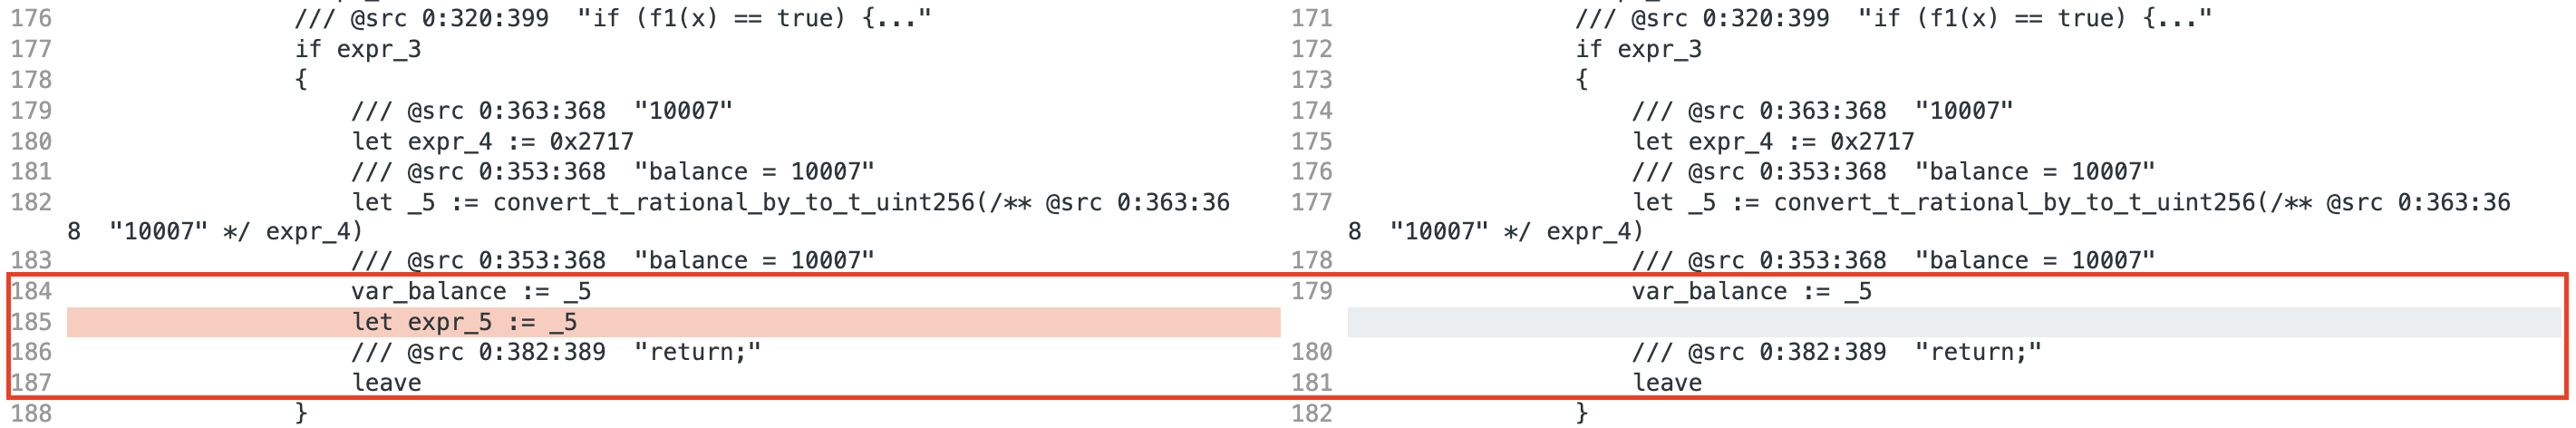 176 /// @src 0:320:399  "if (f1(x) == true) {..."
177 if expr_3
178 {
179 /// @src 0:363:368  "10007"
180 let expr_4 := 0x2717
181 /// @src 0:353:368  "balance = 10007"
182 let _5 := convert_t_rational_by_to_t_uint256(/** @src 0:363:36
8  "10007" */ expr_4)
183 /// @src 0:353:368  "balance = 10007"
184 var_balance := _5
185 let expr_5 := _5
186 /// @src 0:382:389  "return;"
187 leave
188 }
171 /// @src 0:320:399  "if (f1(x) == true) {..."
172 if expr_3
173 {
174 /// @src 0:363:368  "10007"
175 let expr_4 := 0x2717
176 /// @src 0:353:368  "balance = 10007"
177 let _5 := convert_t_rational_by_to_t_uint256(/** @src 0:363:36
8  "10007" */ expr_4)
178 /// @src 0:353:368  "balance = 10007"
179 var_balance := _5
180 /// @src 0:382:389  "return;"
181 leave
182 }